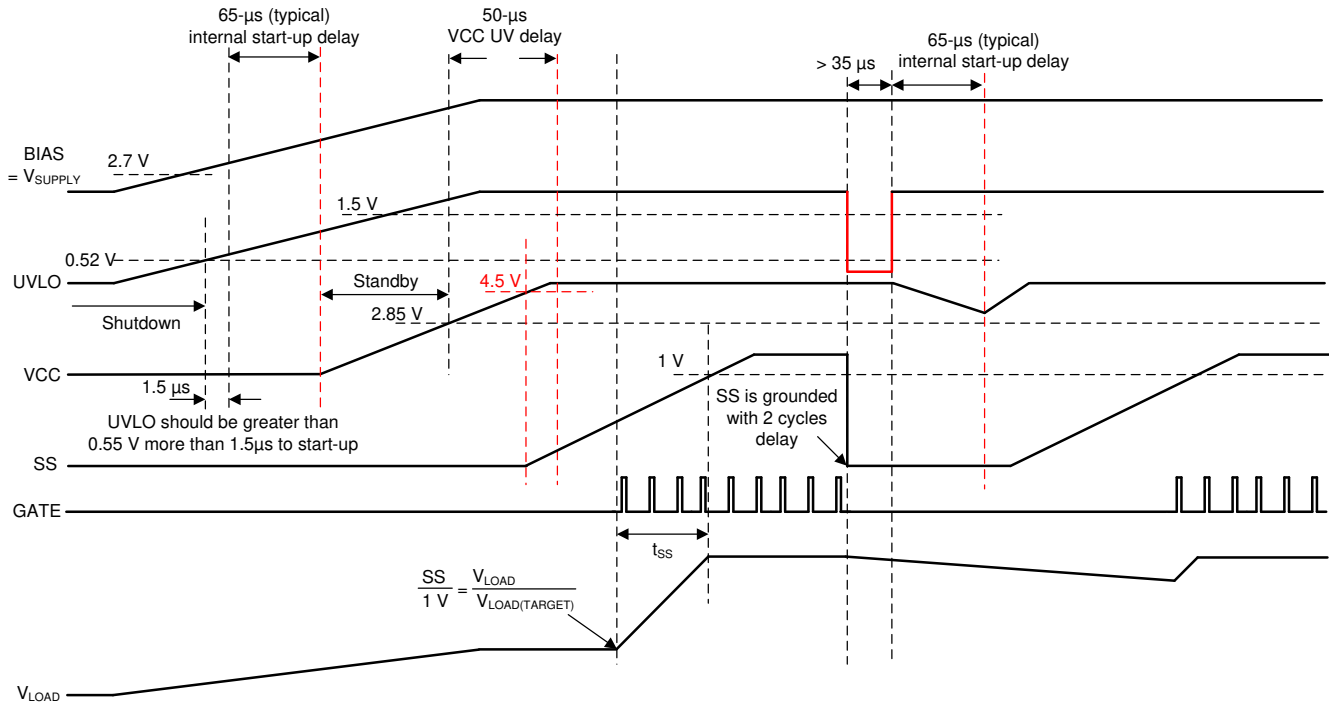 65-µs (typical)
internal start-up delay
50-µs
VCC UV delay
65-µs (typical)
internal start-up delay
> 35 µs
BIAS
= VSUPPLY
2.7 V
1.5 V
0.52 V
UVLO
Standby
4.5 V
Shutdown
2.85 V
VCC
1.5 µs
1 V
UVLO should be greater than
0.55 V more than 1.5µs to start-up
SS is grounded
with 2 cycles
delay
SS
GATE
tSS
SS
1 V
=
VLOAD
VLOAD(TARGET)
VLOAD